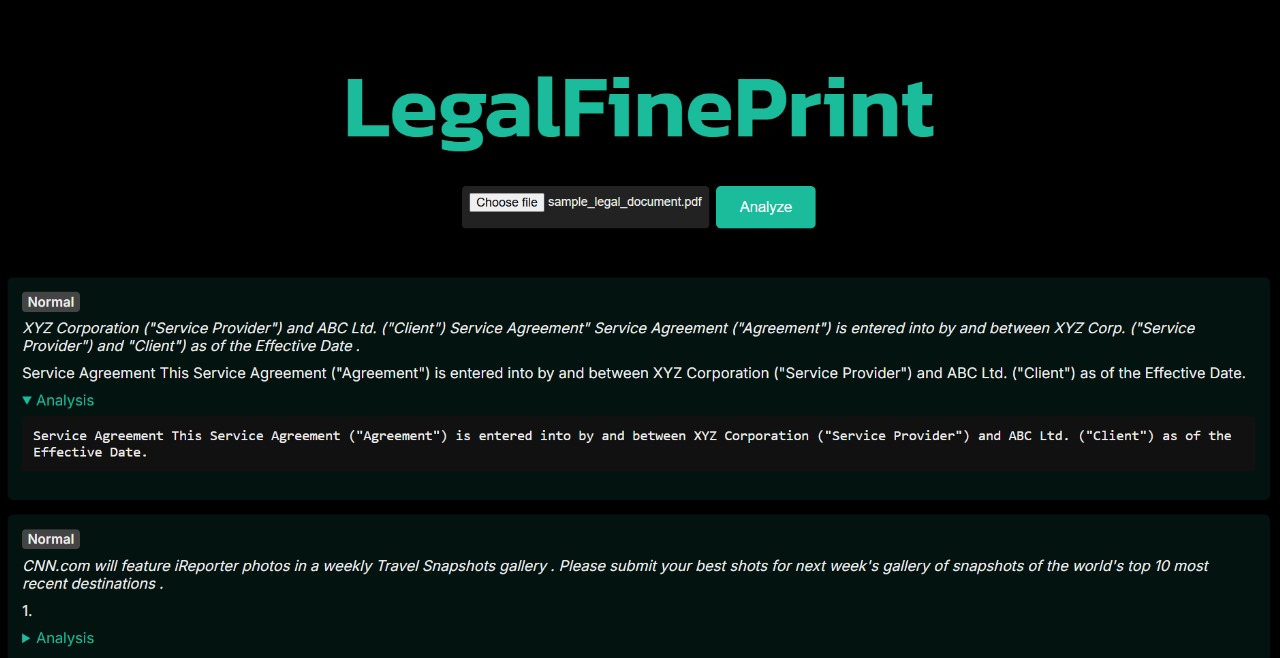 LegalFinePrint
Choose file sample_legal_document.pdf Analyze
Normal
XYZ Corporation ("Service Provider") and ABC Ltd. ("Client") Service Agreement" Service Agreement ("Agreement") is entered into by and between XYZ Corp. ("Service
Provider") and "Client") as of the Effective Date .
Service Agreement This Service Agreement ("Agreement") is entered into by and between XYZ Corporation ("Service Provider") and ABC Ltd. ("Client") as of the Effective Date.
Analysis
Service Agreement This Service Agreement ("Agreement") is entered into by and between XYZ Corporation ("Service Provider") and ABC Ltd. ("Client") as of the
Effective Date.
Normal
CNN.com will feature iReporter photos in a weekly Travel Snapshots gallery . Please submit your best shots for next week's gallery of snapshots of the world's top 10 most
recent destinations .
1.
Analysis